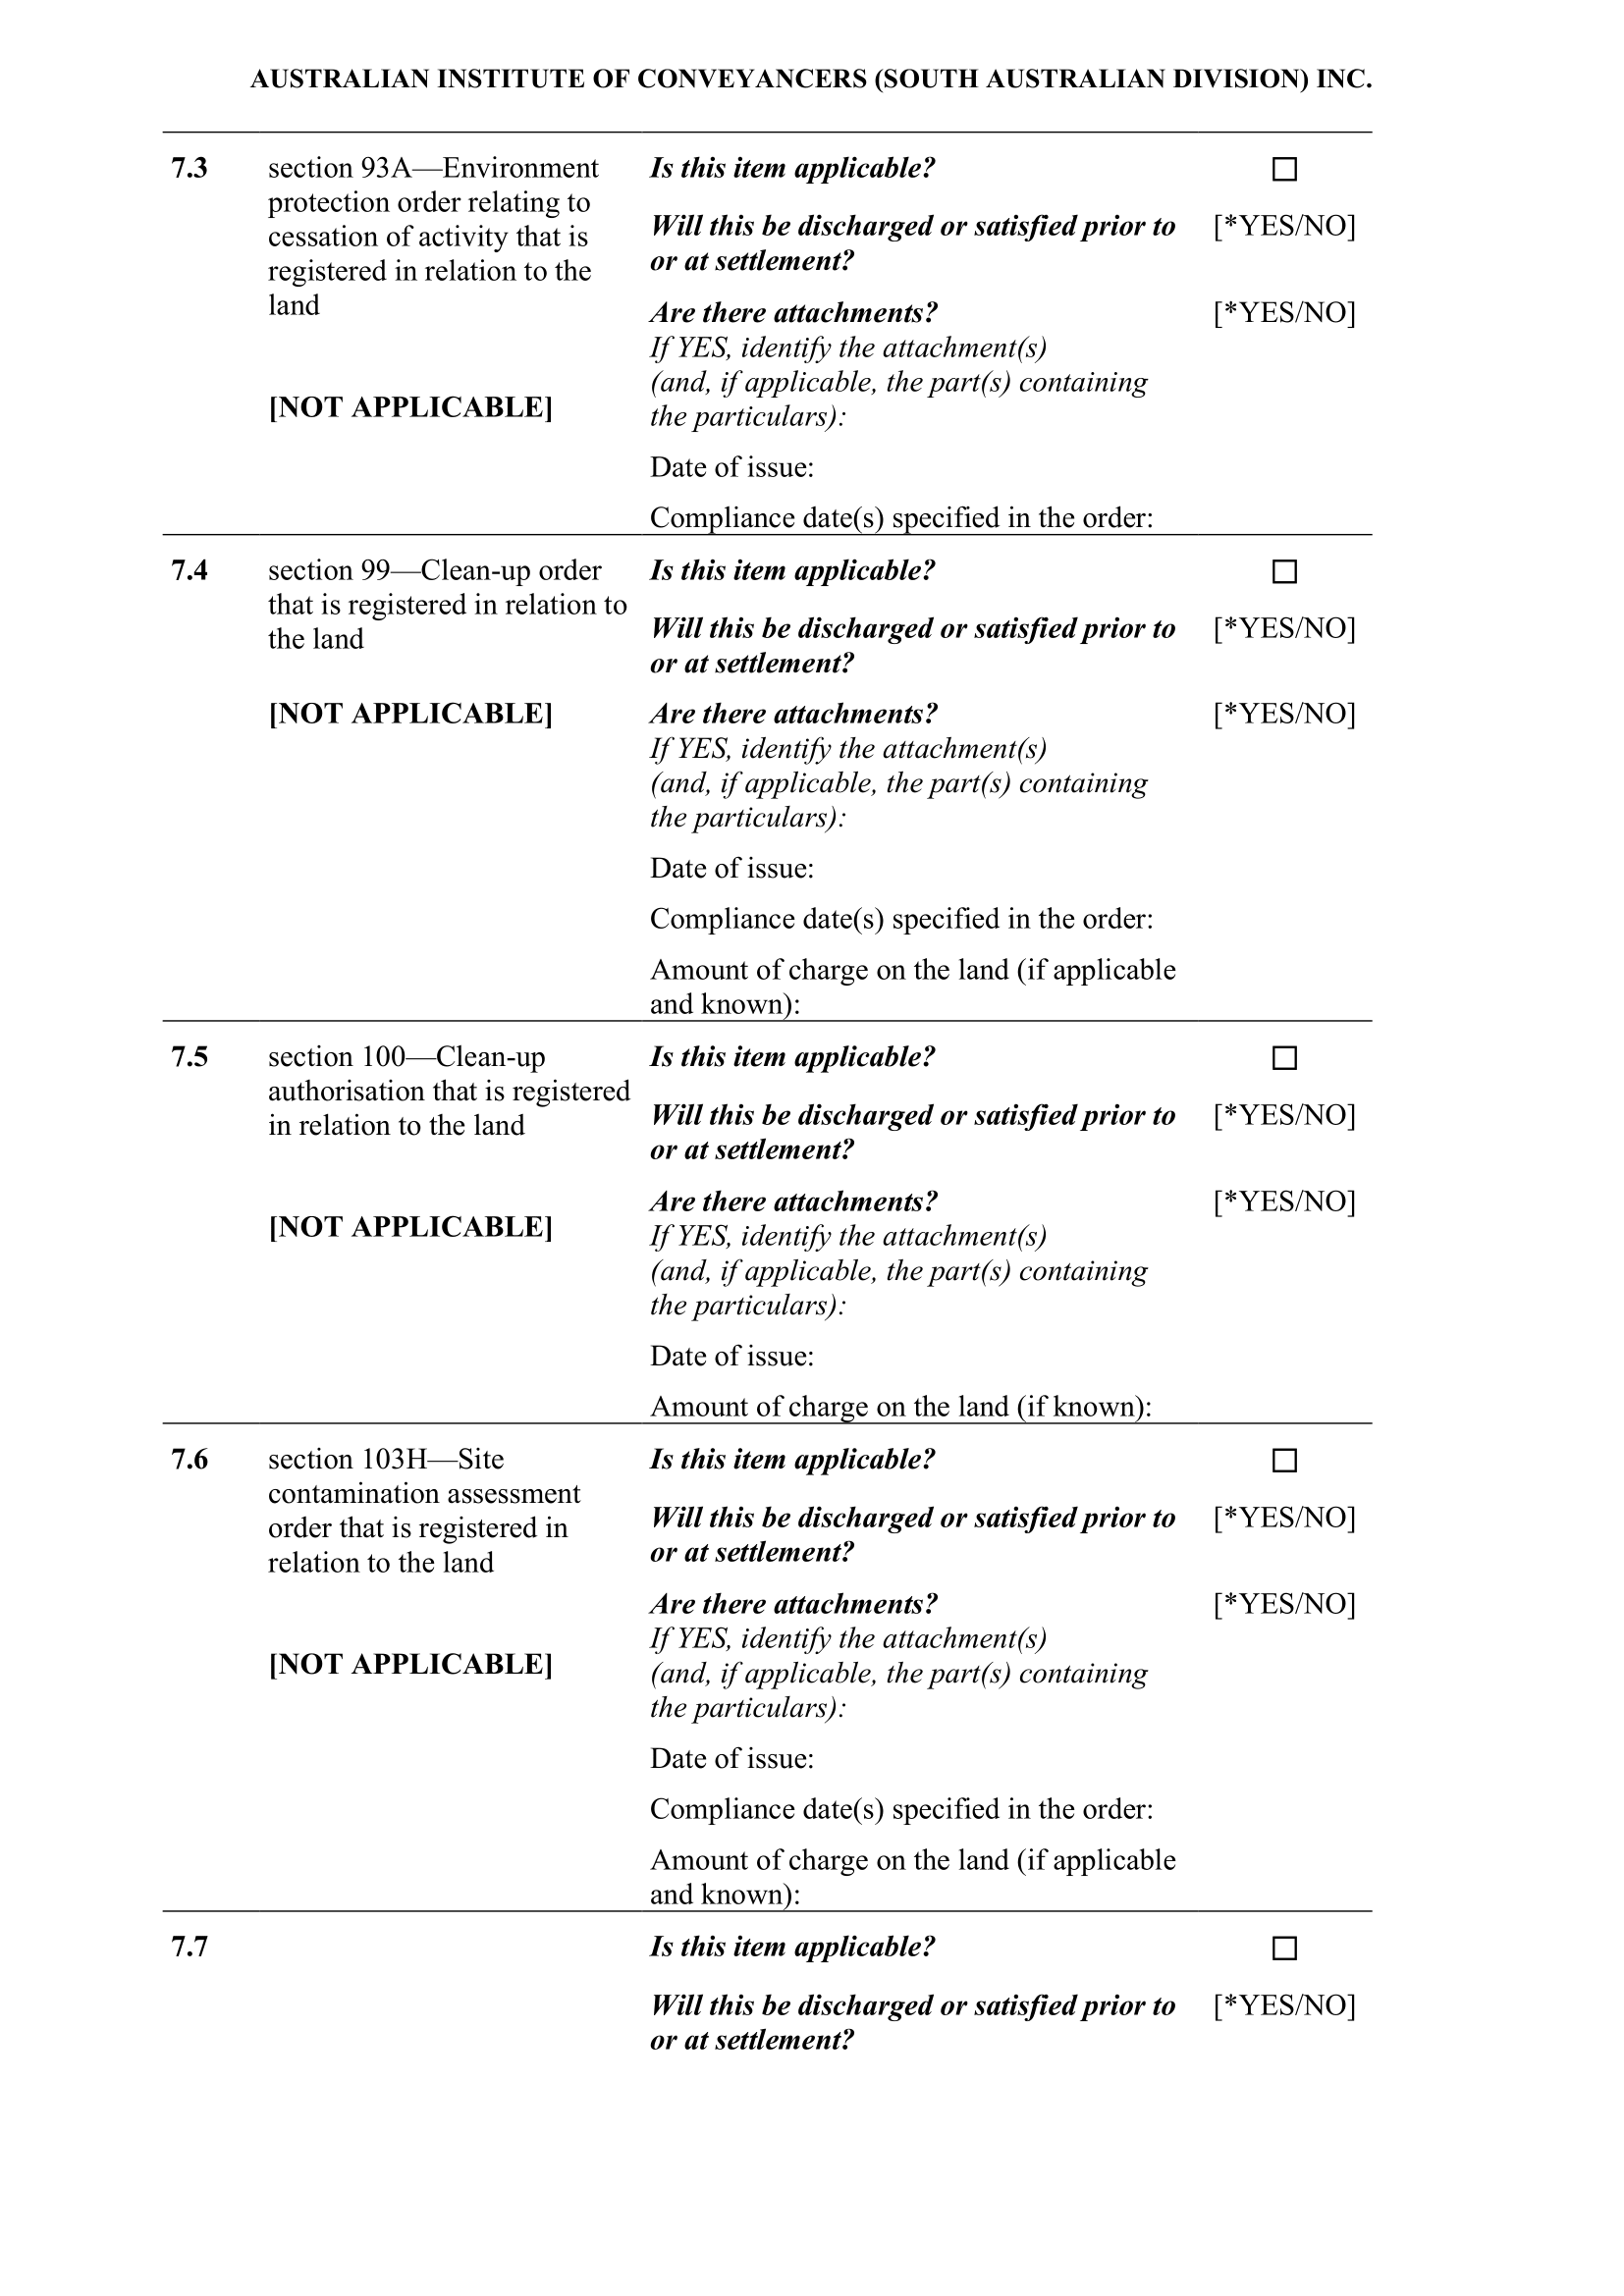 AUSTRALIAN INSTITUTE OF CONVEYANCERS (SOUTH AUSTRALIAN DIVISION) INC.
7.3
section 93A—Environment
protection order relating to
cessation of activity that is
registered in relation to the
land
[NOT APPLICABLE]
Is this item applicable?
☐
Will this be discharged or satisfied prior to
or at settlement?
[*YES/NO]
Are there attachments?
[*YES/NO]
If YES, identify the attachment(s)
(and, if applicable, the part(s) containing
the particulars):
Date of issue:
Compliance date(s) specified in the order:
7.4
section 99—Clean-up order
that is registered in relation to
the land
[NOT APPLICABLE]
Is this item applicable?
☐
Will this be discharged or satisfied prior to
or at settlement?
[*YES/NO]
Are there attachments?
[*YES/NO]
If YES, identify the attachment(s)
(and, if applicable, the part(s) containing
the particulars):
Date of issue:
Compliance date(s) specified in the order:
Amount of charge on the land (if applicable
and known):
7.5
section 100—Clean-up
authorisation that is registered
in relation to the land
[NOT APPLICABLE]
Is this item applicable?
☐
Will this be discharged or satisfied prior to
or at settlement?
[*YES/NO]
Are there attachments?
[*YES/NO]
If YES, identify the attachment(s)
(and, if applicable, the part(s) containing
the particulars):
Date of issue:
Amount of charge on the land (if known):
7.6
section 103H—Site
contamination assessment
order that is registered in
relation to the land
[NOT APPLICABLE]
Is this item applicable?
☐
Will this be discharged or satisfied prior to
or at settlement?
[*YES/NO]
Are there attachments?
[*YES/NO]
If YES, identify the attachment(s)
(and, if applicable, the part(s) containing
the particulars):
Date of issue:
Compliance date(s) specified in the order:
Amount of charge on the land (if applicable
and known):
7.7
Is this item applicable?
☐
Will this be discharged or satisfied prior to
or at settlement?
[*YES/NO]